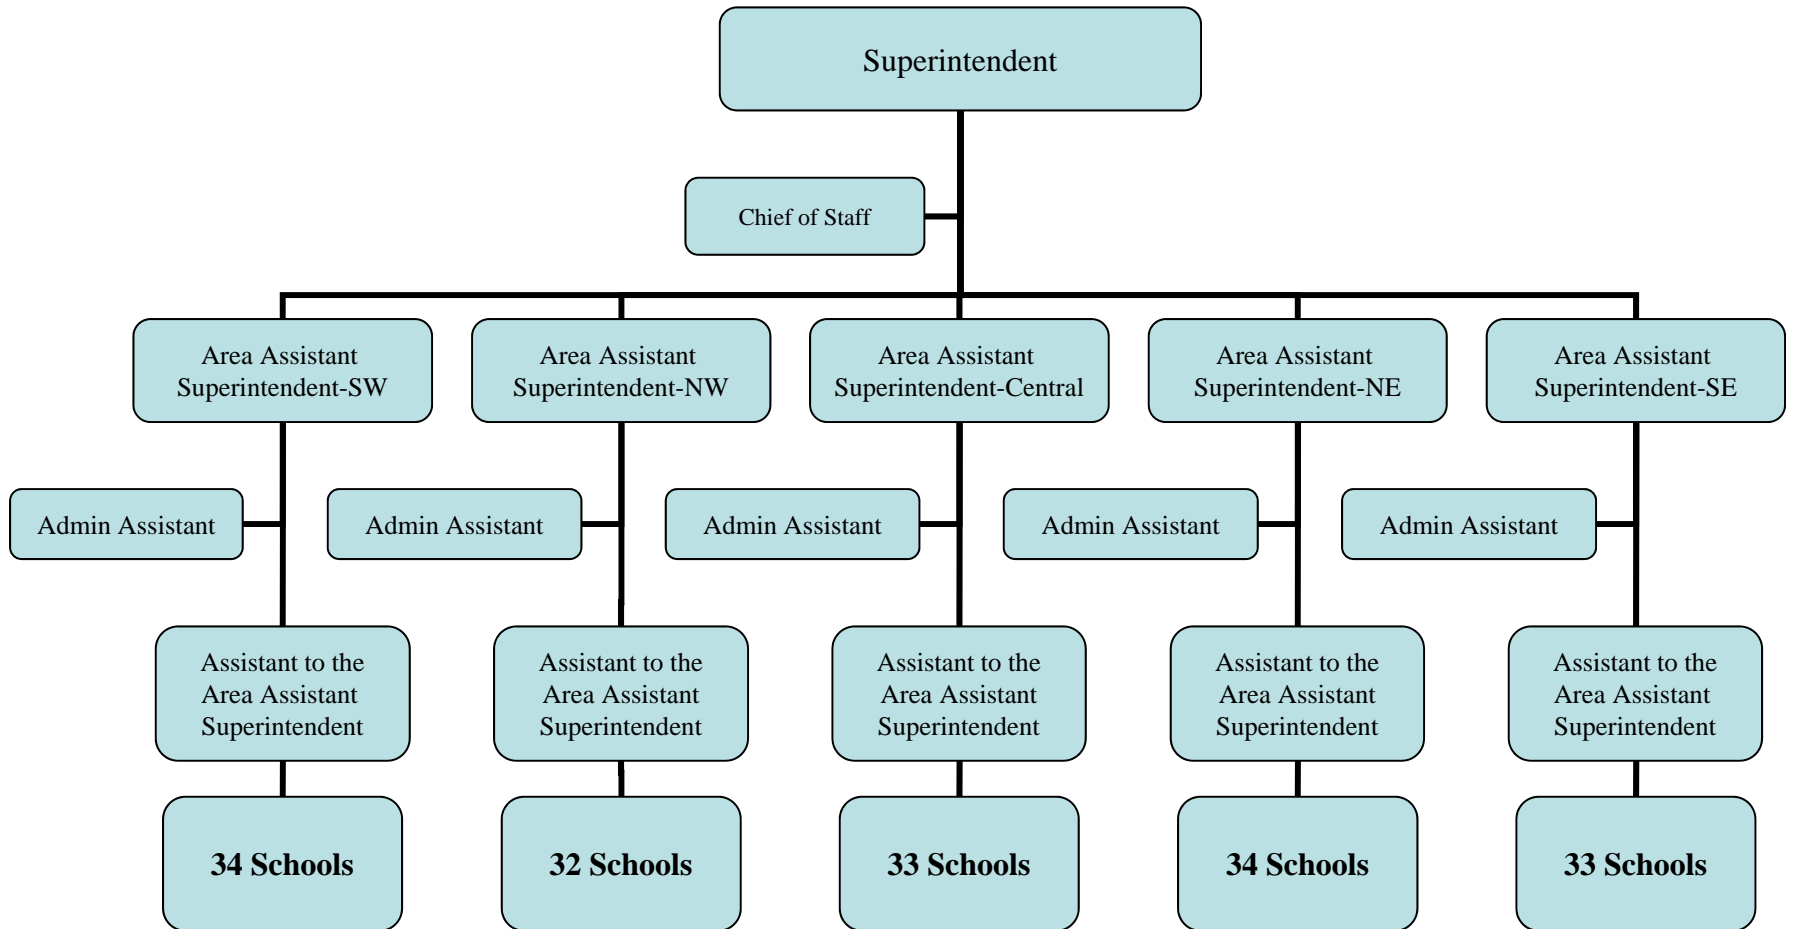 Superintendent
Chief of Staff
Area Assistant
Superintendent-SW
Area Assistant
Superintendent-NW
Area Assistant
Superintendent-Central
Area Assistant
Superintendent-NE
Area Assistant
Superintendent-SE
Admin Assistant
Admin Assistant
Admin Assistant
Admin Assistant
Admin Assistant
Assistant to the
Area Assistant
Superintendent
Assistant to the
Area Assistant
Superintendent
Assistant to the
Area Assistant
Superintendent
Assistant to the
Area Assistant
Superintendent
Assistant to the
Area Assistant
Superintendent
34 Schools
32 Schools
33 Schools
34 Schools
33 Schools